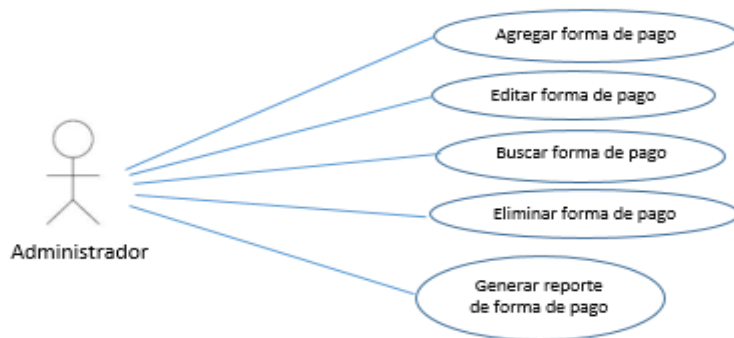 Agregar forma de pago
Editar forma de pago
Buscar forma de pago
Eliminar forma de pago
Administrador
Generar reporte
de forma de pago